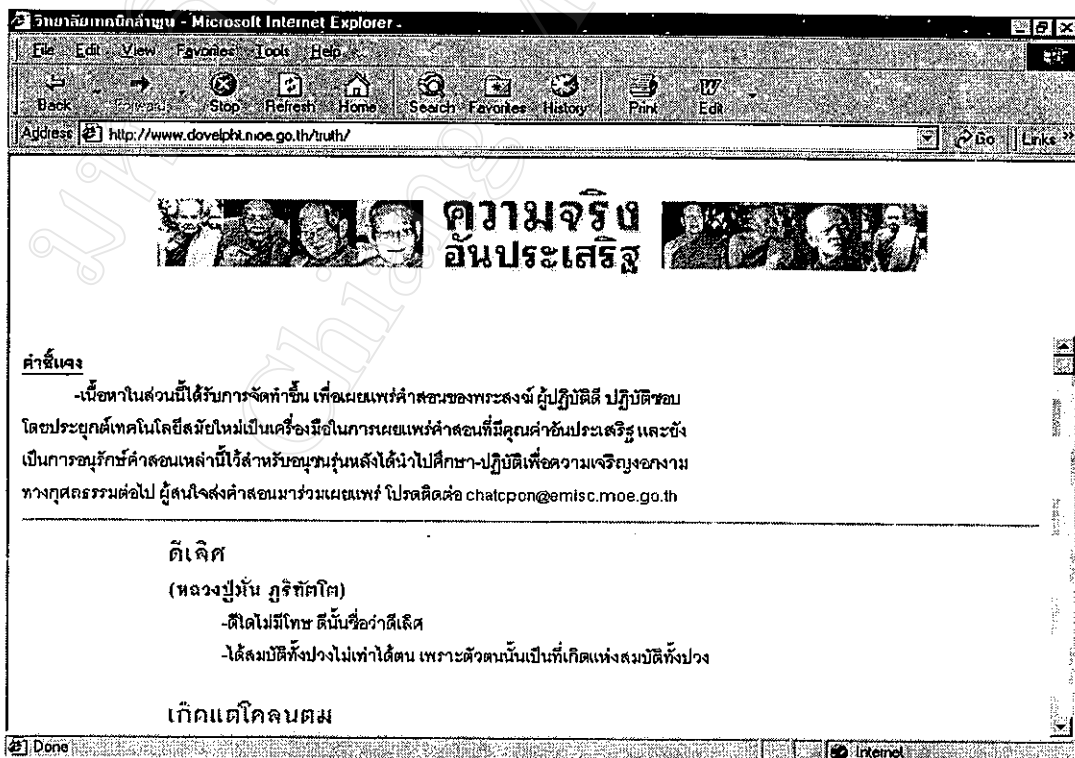 วิทยาลัยเทคนิคลำพูน - Microsoft Internet Explorer
File Edit View Favorites Tools Help
Back Forward Stop Refresh Home Search Favorites History Print Edit
Address http://www.dovelpht.moe.go.th/truth/ Go Links »
ความจริง
อันประเสริฐ
คำชี้แจง
-เนื้อหาในส่วนนี้ได้รับการจัดทำขึ้น เพื่อเผยแพร่คำสอนของพระสงฆ์ ผู้ปฏิบัติดี ปฏิบัติชอบ
โดยประยุกต์เทคโนโลยีสมัยใหม่เป็นเครื่องมือในการเผยแพร่คำสอนที่มีคุณค่าอันประเสริฐ และยัง
เป็นการอนุรักษ์คำสอนเหล่านี้ไว้สำหรับอนุชนรุ่นหลังได้นำไปศึกษา-ปฏิบัติเพื่อความเจริญงอกงาม
ทางกุศลธรรมต่อไป ผู้สนใจส่งคำสอนมาร่วมเผยแพร่ โปรดติดต่อ chatcpon@emisc.moe.go.th
ดีเลิศ
(หลวงปู่มั่น ภูริทัตโต)
-ดีใดไม่มีโทษ ดีนั้นชื่อว่าดีเลิศ
-ได้สมบัติทั้งปวงไม่เท่าได้ตน เพราะตัวตนนั้นเป็นที่เกิดแห่งสมบัติทั้งปวง
เกิดแต่โคลนตม
Done Internet